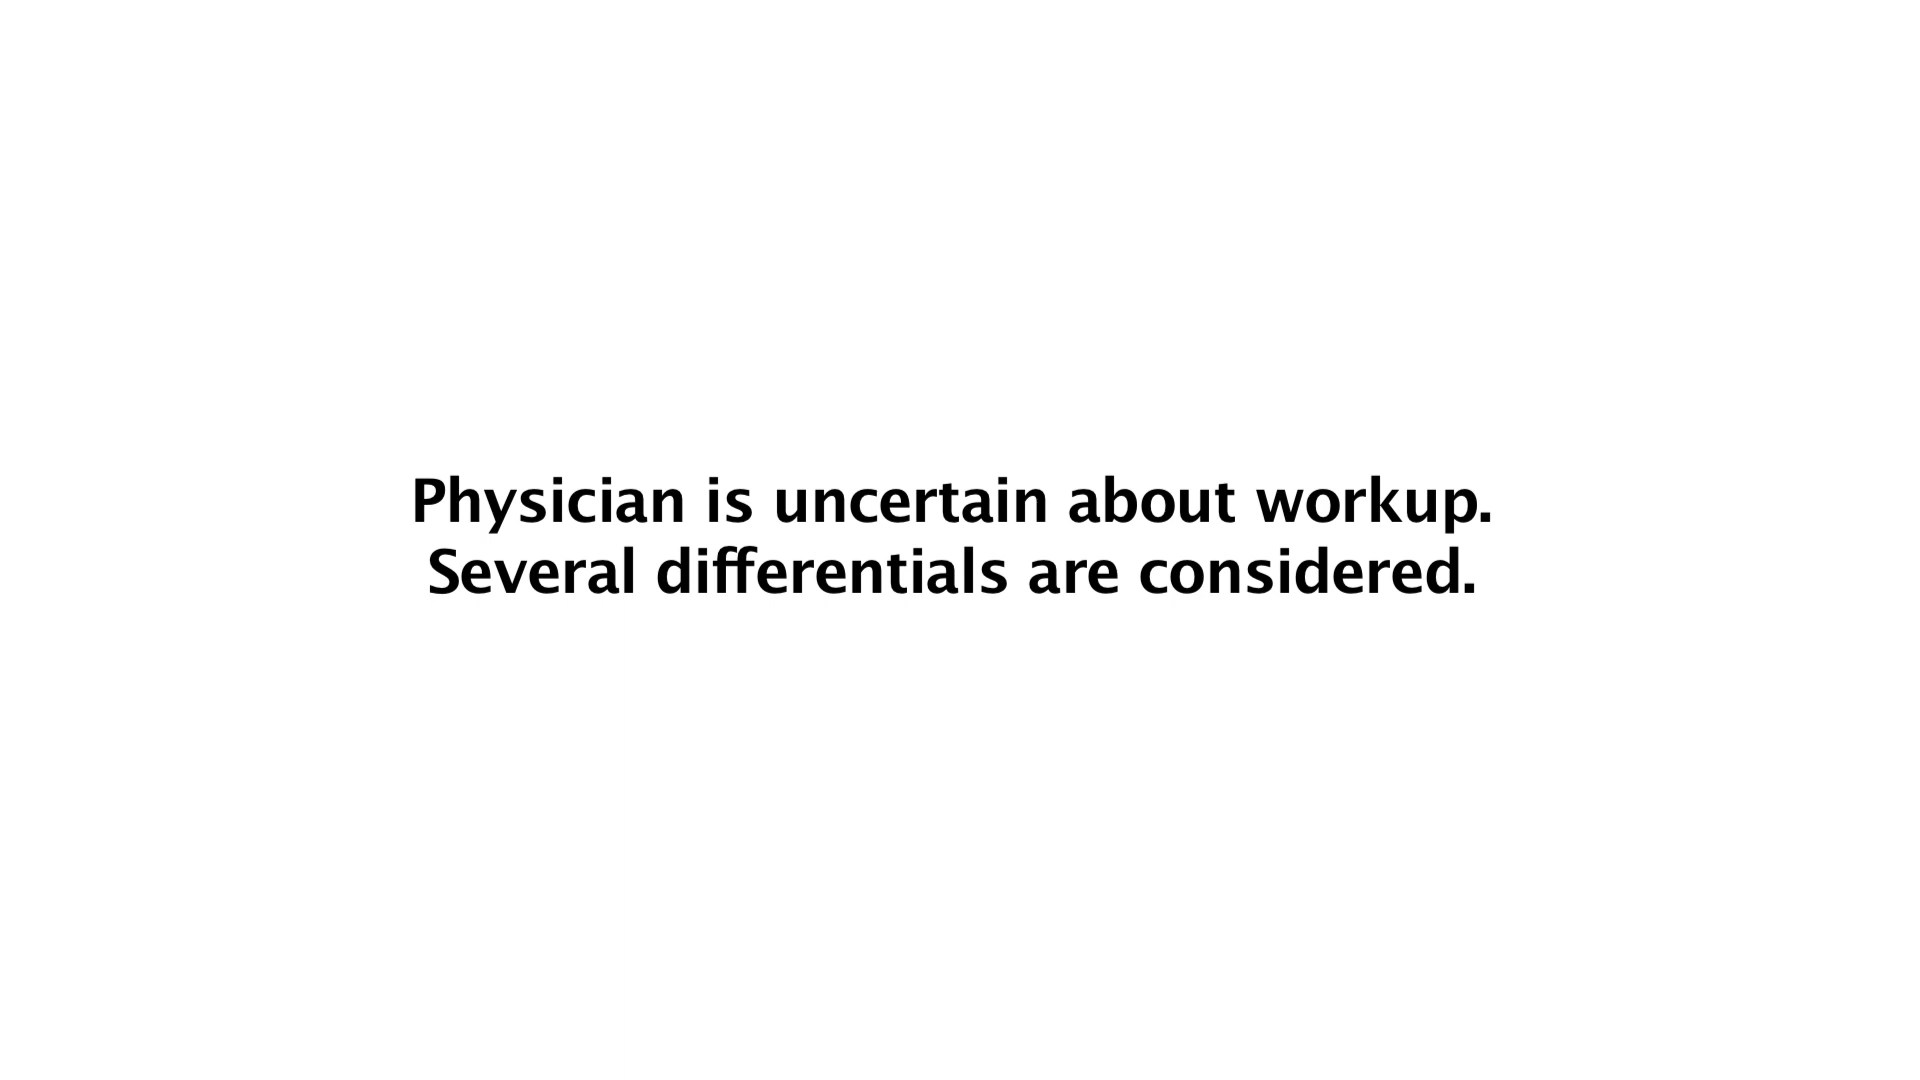 Physician is uncertain about workup.
Several differentials are considered.